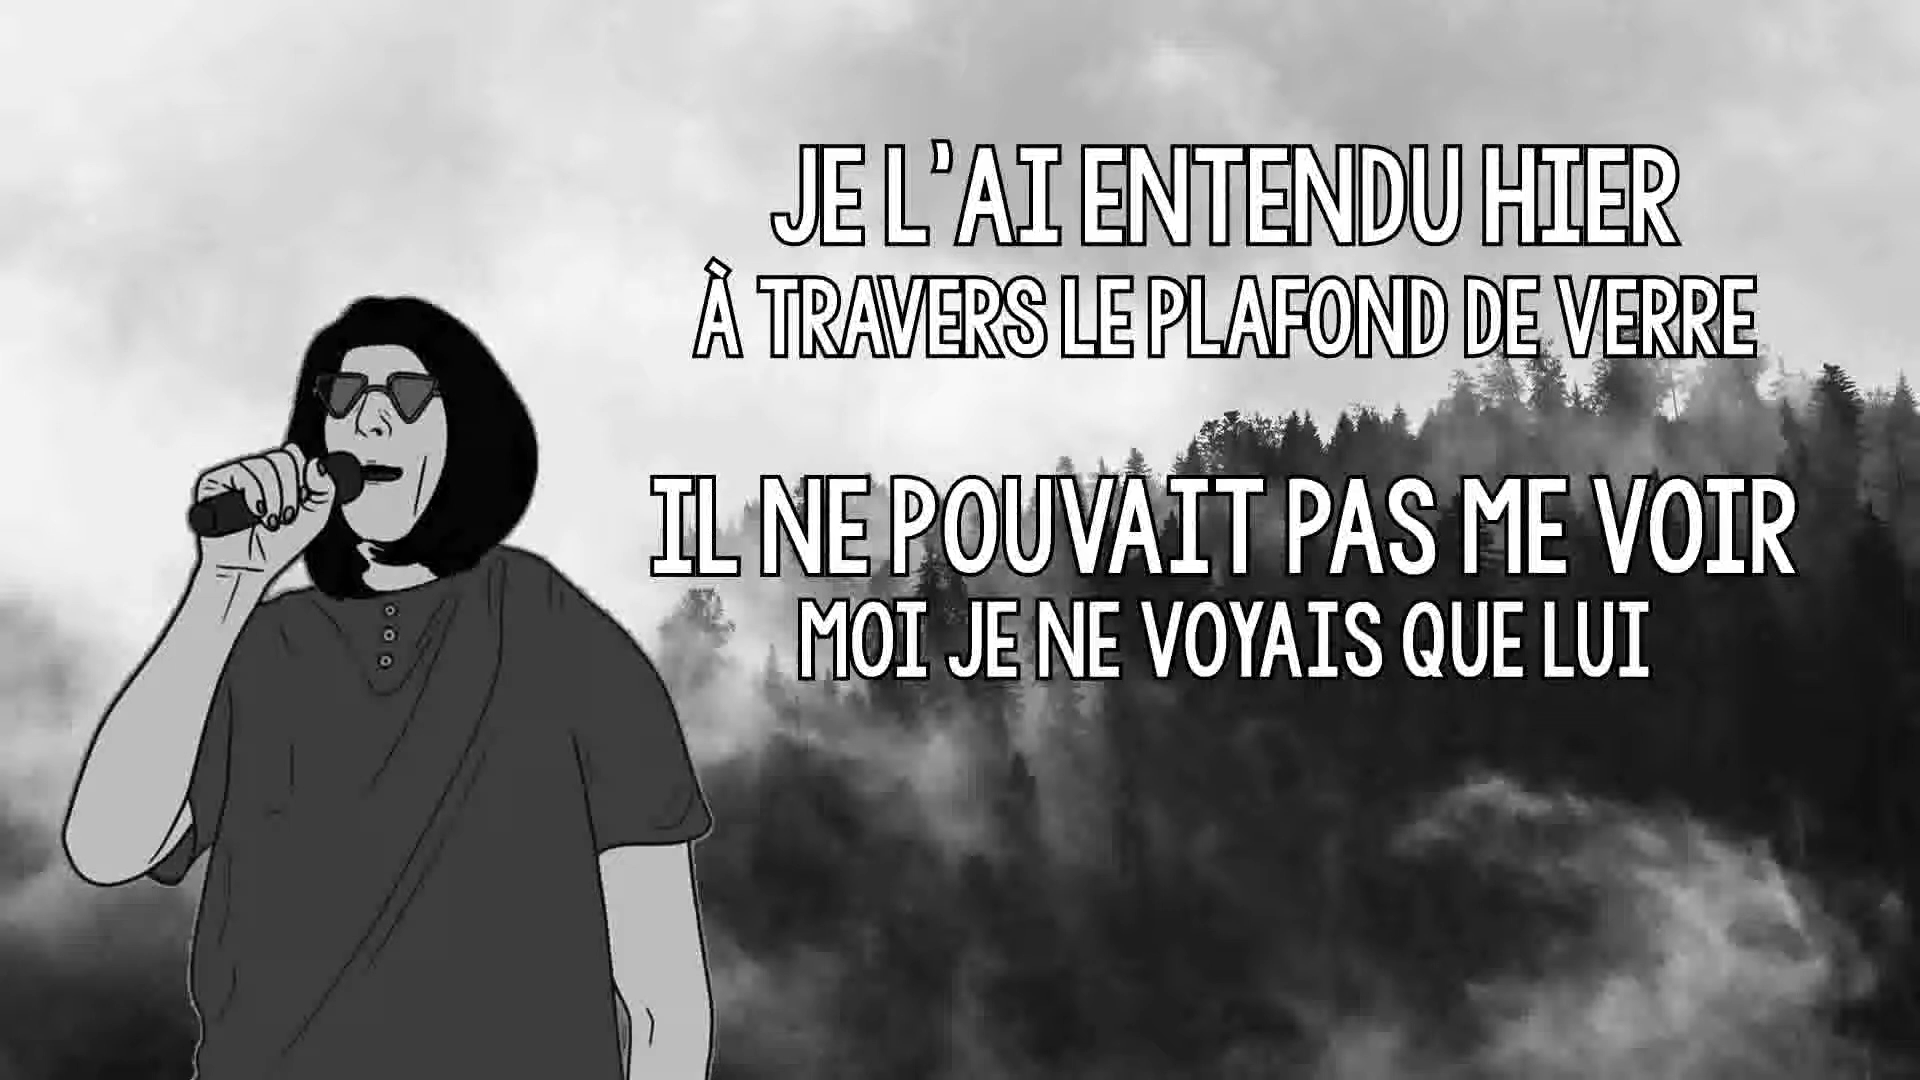 JE L'AI ENTENDU HIER
À TRAVERS LE PLAFOND DE VERRE
IL NE POUVAIT PAS ME VOIR
MOI JE NE VOYAIS QUE LUI